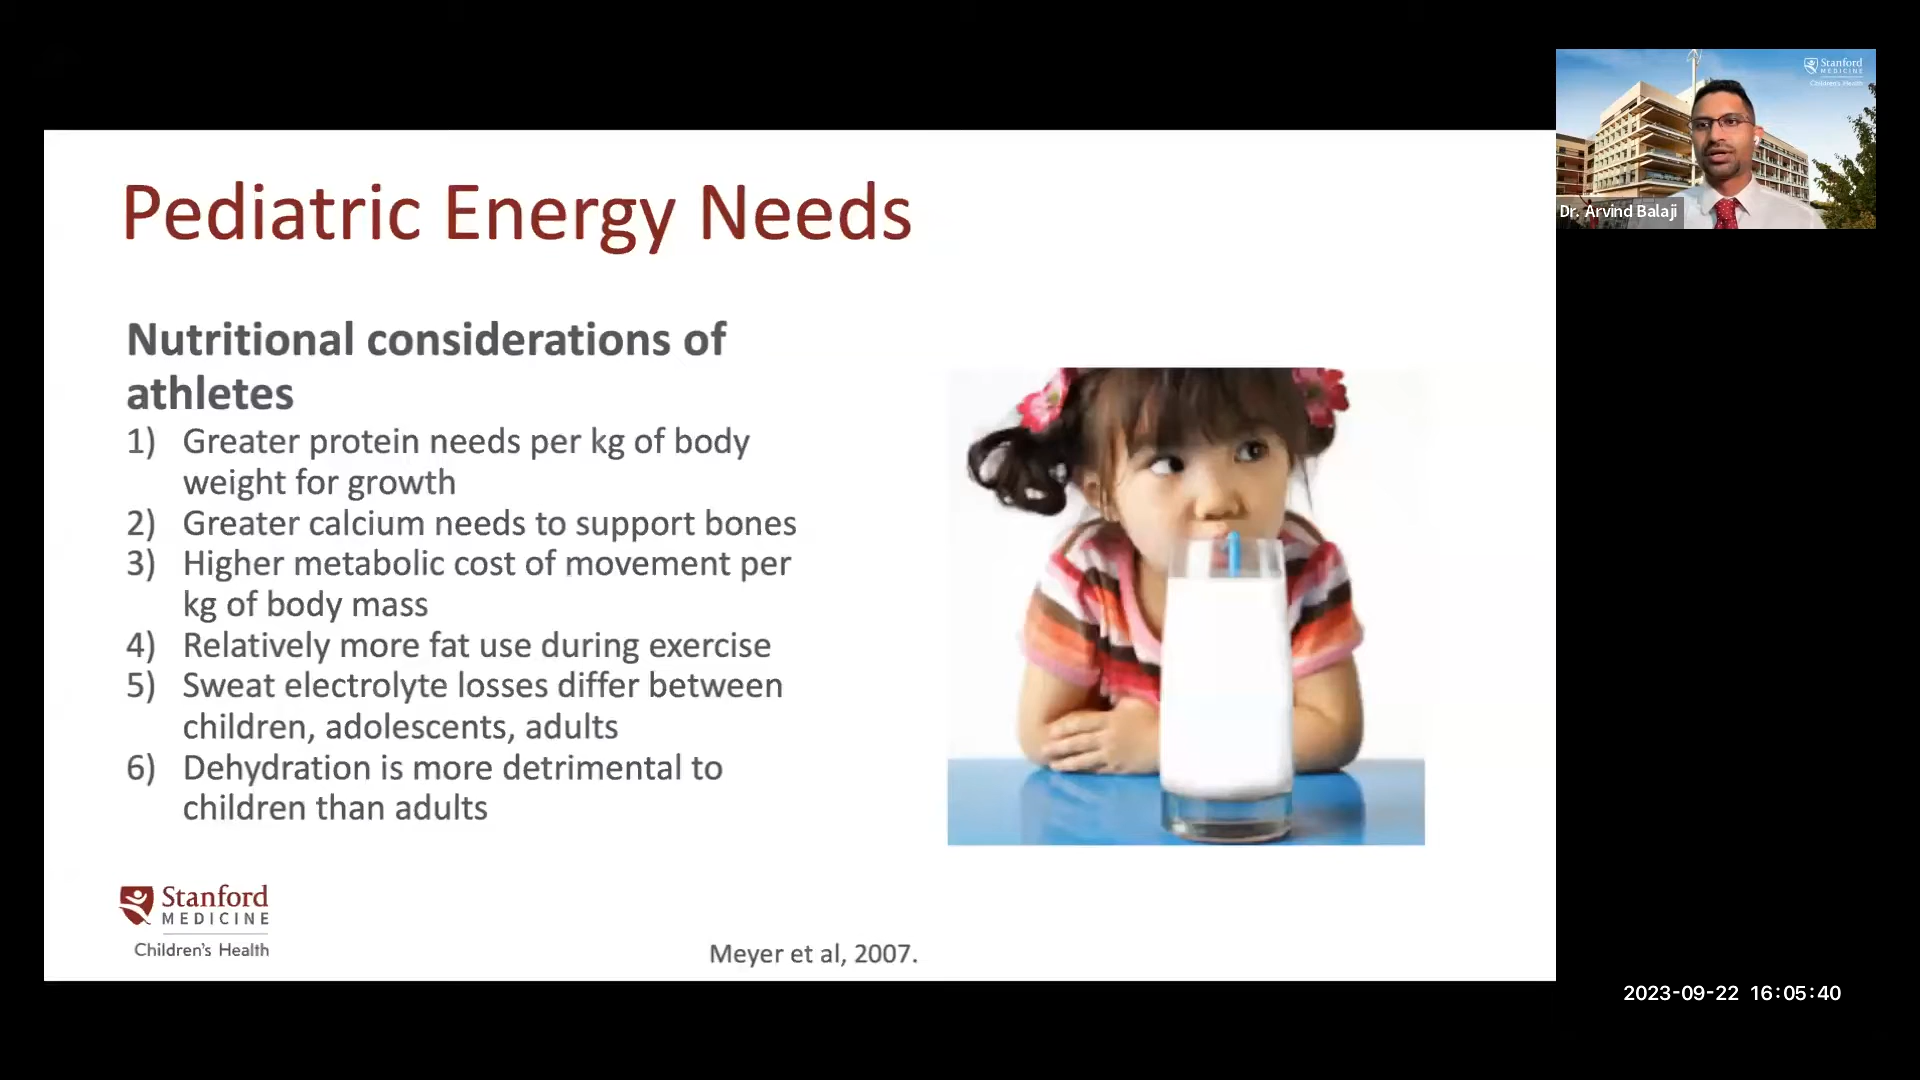 Stanford
MEDICINE
Children's Health
Dr. Arvind Balaji
Pediatric Energy Needs
Nutritional considerations of
athletes
1) Greater protein needs per kg of body
weight for growth
2) Greater calcium needs to support bones
3) Higher metabolic cost of movement per
kg of body mass
4) Relatively more fat use during exercise
5) Sweat electrolyte losses differ between
children, adolescents, adults
6) Dehydration is more detrimental to
children than adults
Stanford
MEDICINE
Children's Health
Meyer et al, 2007.
2023-09-22 16:05:40